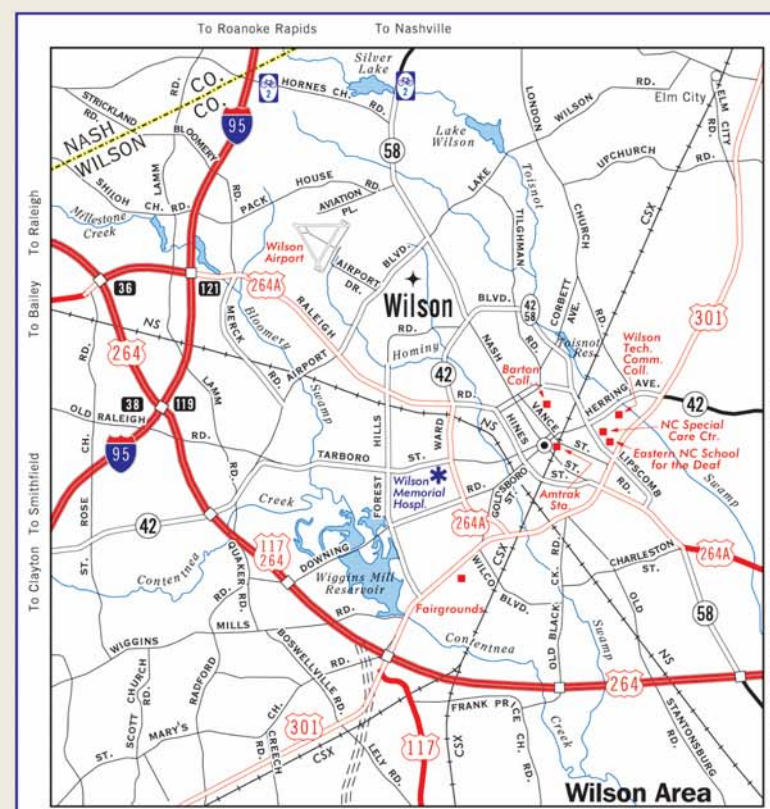 To Roanoke Rapids
To Nashville
Silver
Lake
2
HORNES CH. RD.
2
STRICKLAND
RD.
NASH CO.
WILSON CO.
BLOOMERY
RD.
LAMM
RD.
95
58
Lake
Wilson
LONDON
WILSON
RD.
Elm City
ELM CITY
RD.
UPCHURCH RD.
SHILOH
CH. RD.
PACK HOUSE RD.
AVIATION
PL.
LAKE
Toisnot
TILGHMAN
CHURCH
RD.
CSX
Millestone
Creek
To Raleigh
To Bailey
Wilson
Airport
AIRPORT
DR.
BLVD.
Wilson
BLVD.
42
58
RD.
CORBETT
AVE.
Toisnot
Res.
301
36
121
264A
RALEIGH
RD.
NS
264
MERCK
RD.
Bloomery
Swamp
AIRPORT
Hominy
42
NASH
Barton
Coll.
Wilson
Tech.
Comm.
Coll.
HERRING AVE.
42
38
119
OLD RALEIGH RD.
LAMM
RD.
95
WARD
RD.
NS
HINES
VANCE
ST.
ST.
NC Special
Care Ctr.
Eastern NC School
for the Deaf
LIPSCOMB
RD.
TARBORO ST.
FOREST HILLS
RD.
Wilson
Memorial
Hospl.
GOLDSBORO
ST.
Amtrak
Sta.
Swamp
To Smithfield
To Clayton
ROSE CH. RD.
ST.
42
Creek
Contentnea
264A
CSX
117
264
QUAKER RD.
DOWNING
RD.
Wiggins Mill
Reservoir
WILCO
BLVD.
CHARLESTON
ST.
264A
OLD BLACK CK. RD.
OLD
58
Fairgrounds
Contentnea
Swamp
NS
WIGGINS MILLS RD.
RD.
BOSWELLVILLE RD.
RD.
SCOTT CHURCH
RD.
RADFORD
ST. MARY'S CH.
RD.
CREECH
301
CSX
LELY RD.
117
CSX
FRANK PRICE
CH. RD.
Creek
264
STANTONSBURG
RD.
Wilson Area